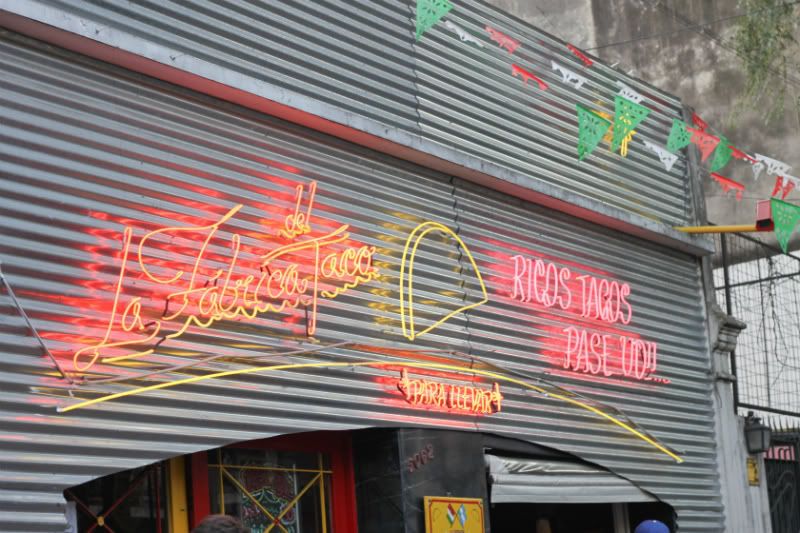 La Fábrica del Taco
RICOS TACOS
PASE UD!!...
PARA LLEVAR